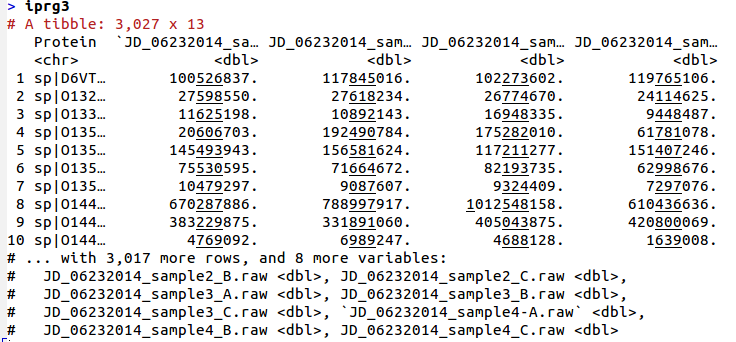 > iprg3
# A tibble: 3,027 x 13
Protein `JD_06232014_sa… JD_06232014_sam… JD_06232014_sam… JD_06232014_sam…
<chr> <dbl> <dbl> <dbl> <dbl>
1 sp|D6VT… 100526837. 117845016. 102273602. 119765106.
2 sp|O132… 27598550. 27618234. 26774670. 24114625.
3 sp|O133… 11625198. 10892143. 16948335. 9448487.
4 sp|O135… 20606703. 192490784. 175282010. 61781078.
5 sp|O135… 145493943. 156581624. 117211277. 151407246.
6 sp|O135… 75530595. 71664672. 82193735. 62998676.
7 sp|O135… 10479297. 9087607. 9324409. 7297076.
8 sp|O144… 670287886. 788997917. 1012548158. 610436636.
9 sp|O144… 383229875. 331891060. 405043875. 420800069.
10 sp|O144… 4769092. 6989247. 4688128. 1639008.
# ... with 3,017 more rows, and 8 more variables:
# JD_06232014_sample2_B.raw <dbl>, JD_06232014_sample2_C.raw <dbl>,
# JD_06232014_sample3_A.raw <dbl>, JD_06232014_sample3_B.raw <dbl>,
# JD_06232014_sample3_C.raw <dbl>, `JD_06232014_sample4-A.raw` <dbl>,
# JD_06232014_sample4_B.raw <dbl>, JD_06232014_sample4_C.raw <dbl>